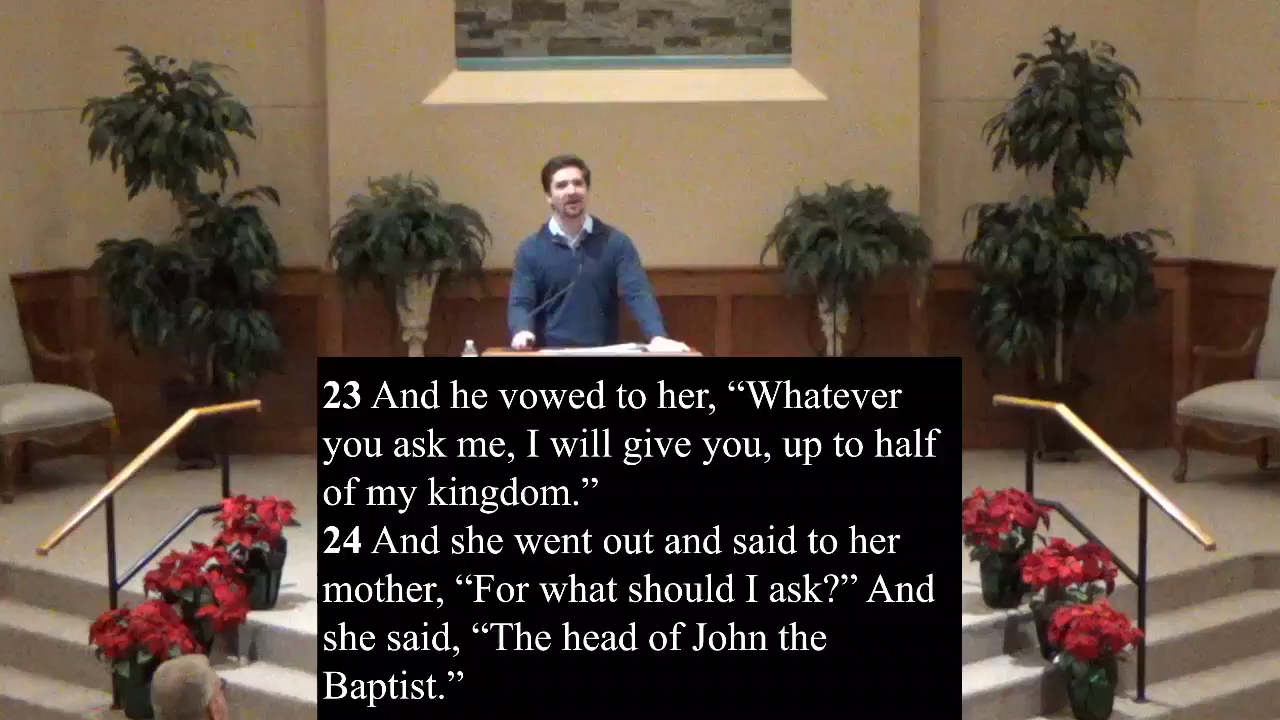 23 And he vowed to her, “Whatever
you ask me, I will give you, up to half
of my kingdom.”
24 And she went out and said to her
mother, “For what should I ask?” And
she said, “The head of John the
Baptist.”